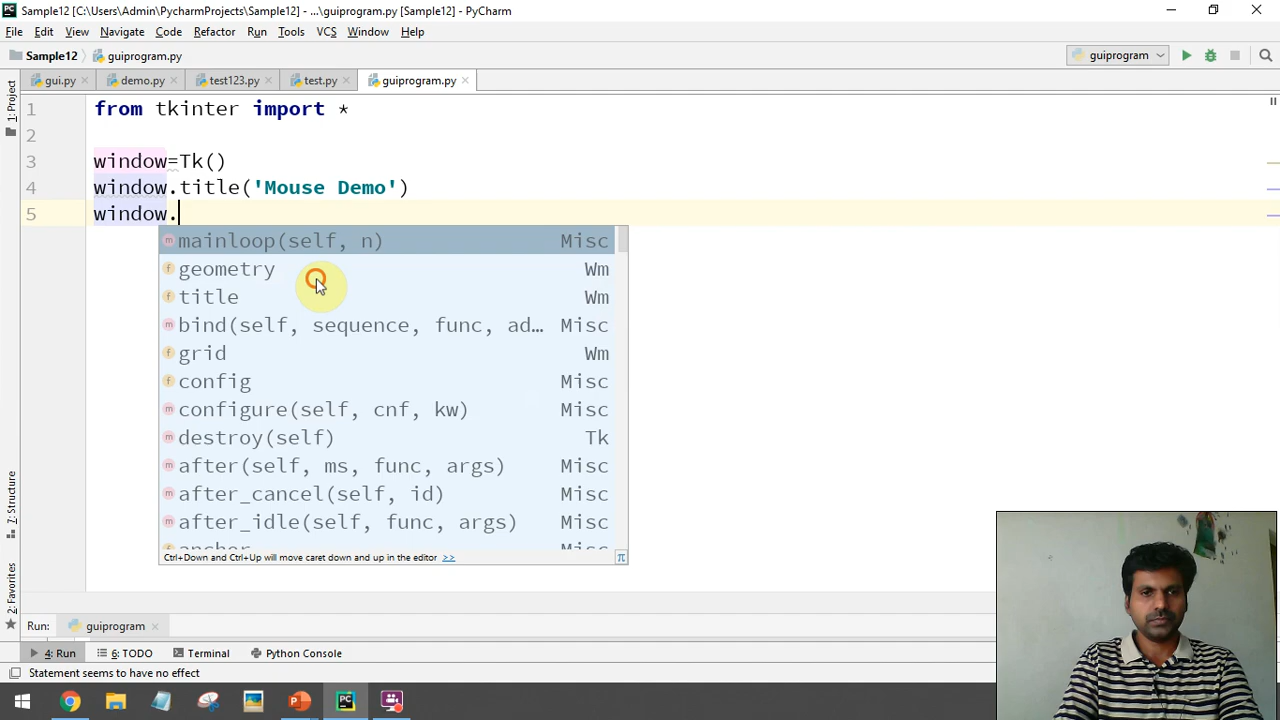 Sample12 [C:\Users\Admin\PycharmProjects\Sample12] - ...\guiprogram.py [Sample12] - PyCharm
File Edit View Navigate Code Refactor Run Tools VCS Window Help
Sample12 guiprogram.py guiprogram
gui.py demo.py test123.py test.py guiprogram.py
1: Project
1 from tkinter import *
2
3 window=Tk()
4 window.title('Mouse Demo')
5 window.
mainloop(self, n) Misc
geometry Wm
title Wm
bind(self, sequence, func, ad… Misc
grid Wm
config Misc
configure(self, cnf, kw) Misc
destroy(self) Tk
after(self, ms, func, args) Misc
after_cancel(self, id) Misc
after_idle(self, func, args) Misc
anchor Misc
Ctrl+Down and Ctrl+Up will move caret down and up in the editor >> π
7: Structure
2: Favorites
Run: guiprogram
4: Run 6: TODO Terminal Python Console
Statement seems to have no effect